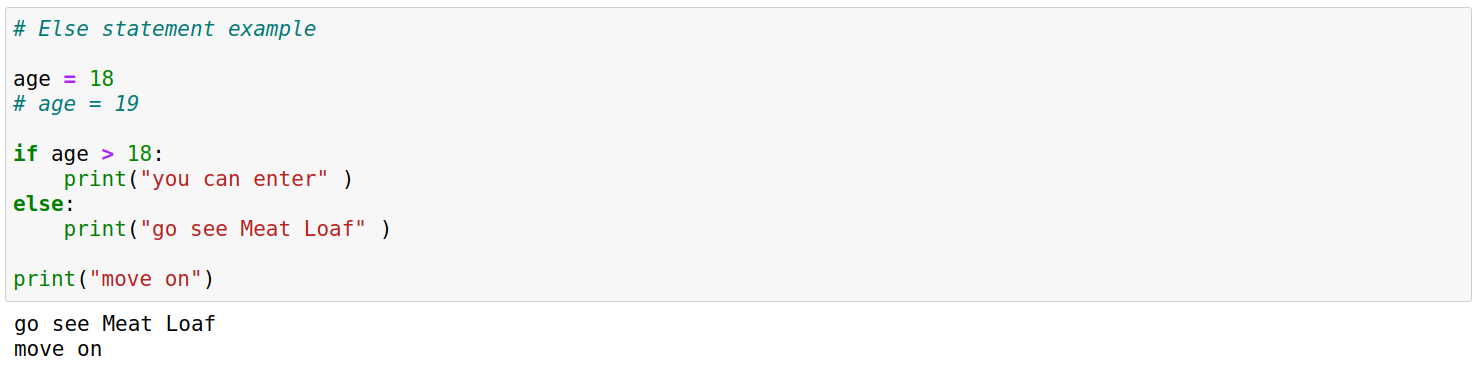 # Else statement example
age = 18
# age = 19
if age > 18:
    print("you can enter" )
else:
    print("go see Meat Loaf" )
print("move on")
go see Meat Loaf
move on